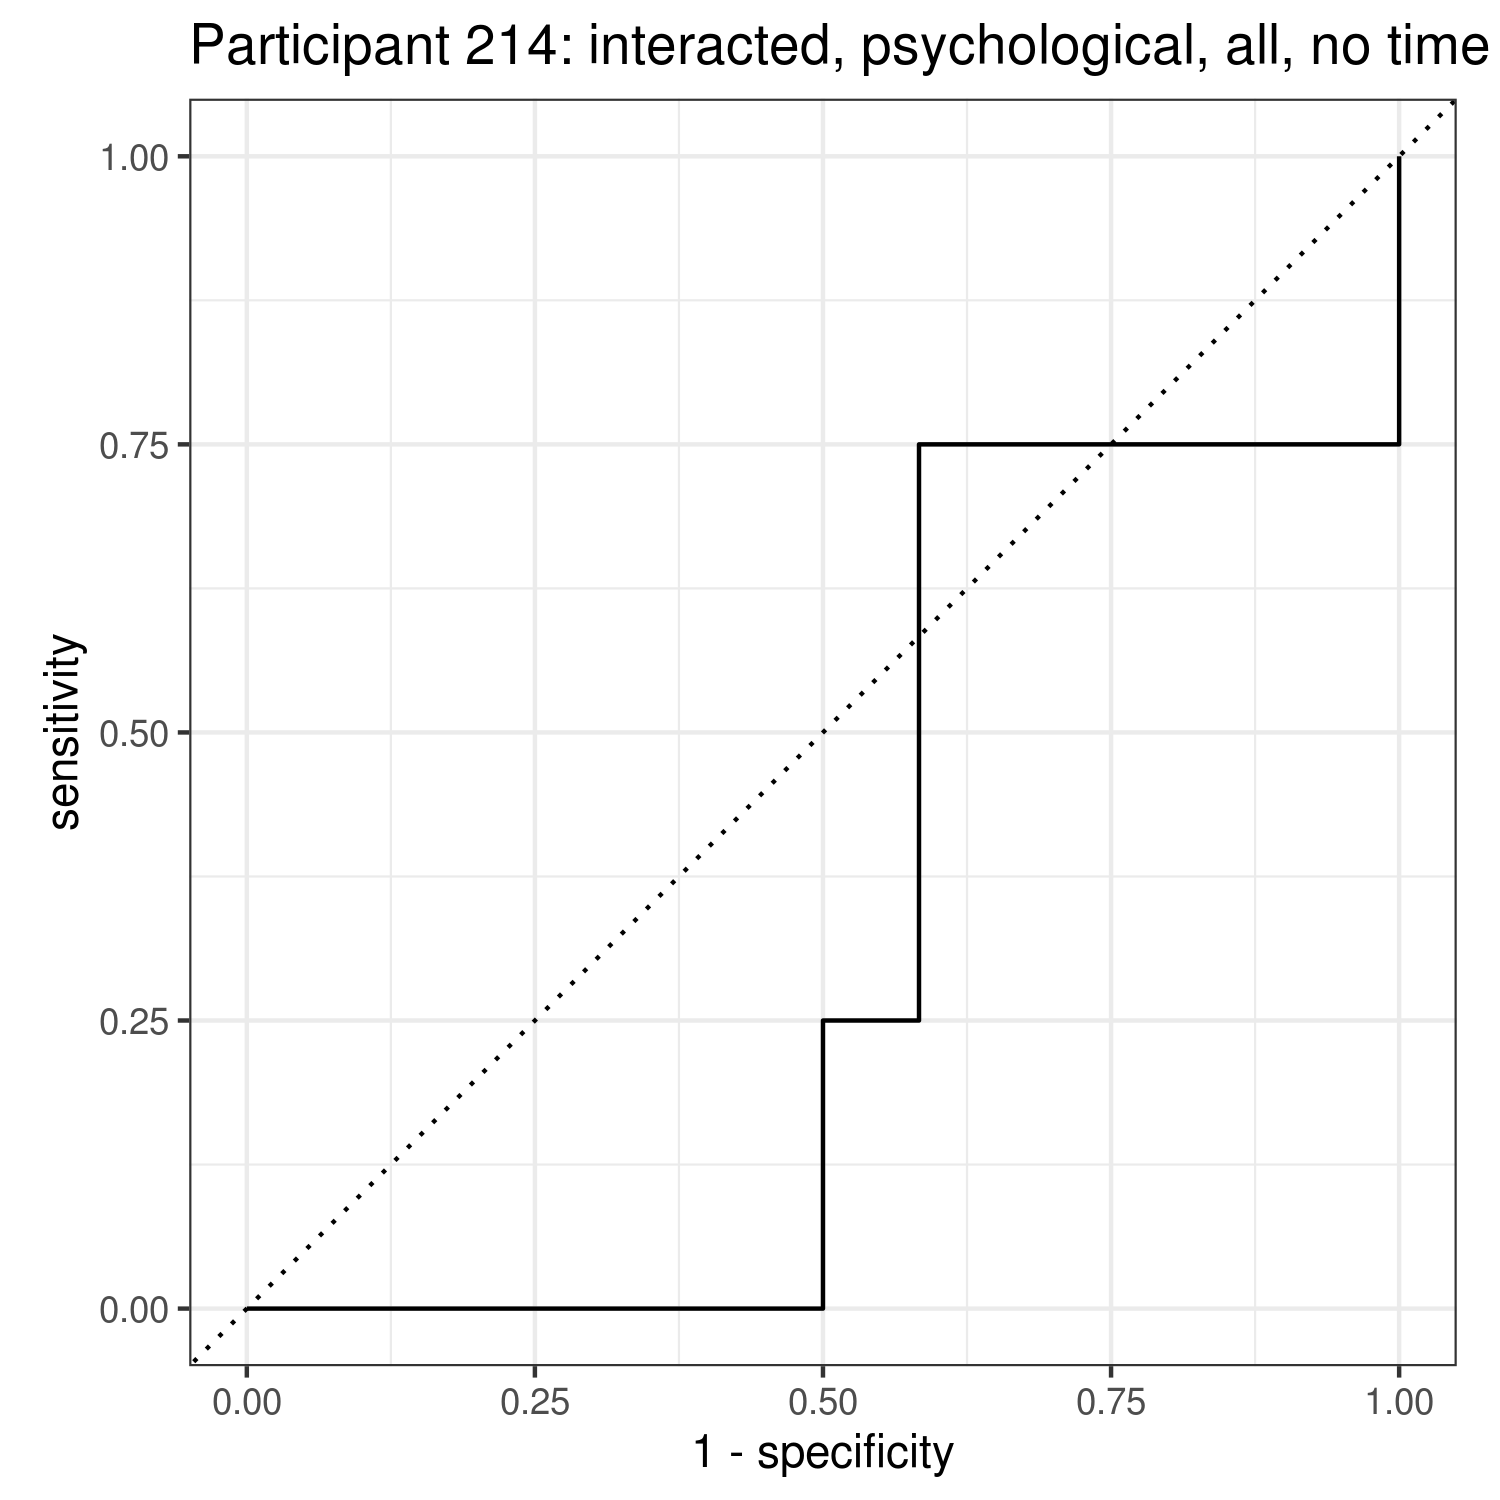 Participant 214: interacted, psychological, all, no time
1.00
0.75
0.50
0.25
0.00
sensitivity
0.00 0.25 0.50 0.75 1.00
1 - specificity